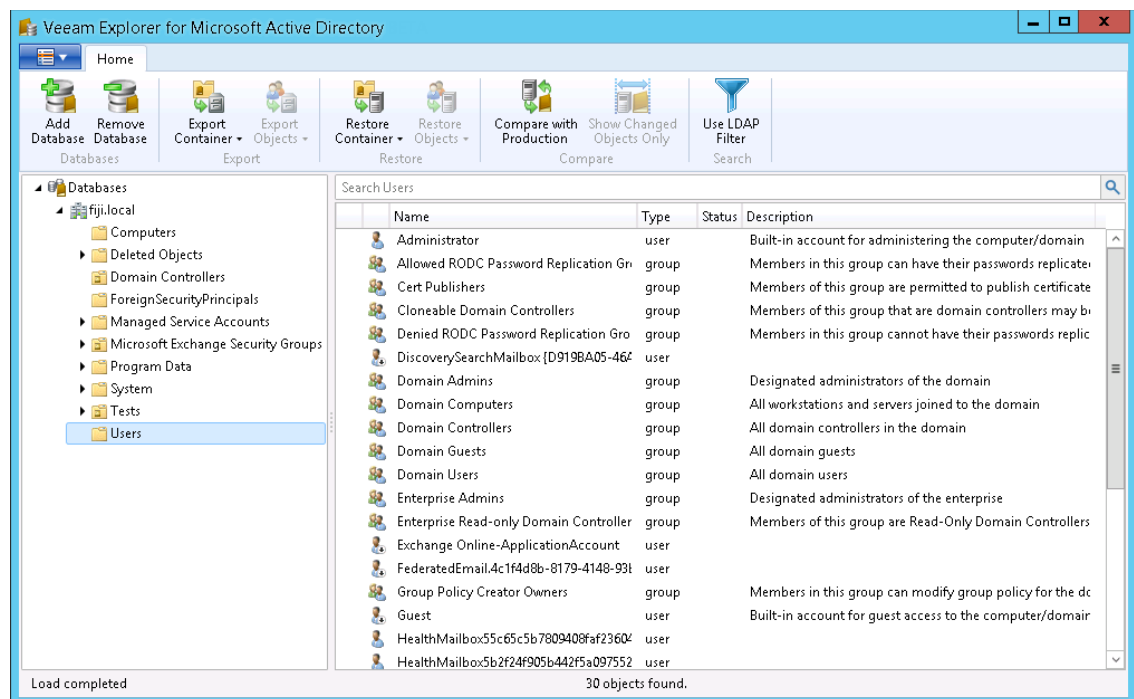 Veeam Explorer for Microsoft Active Directory
Home
Add Database
Remove Database
Export Container
Export Objects
Restore Container
Restore Objects
Compare with Production
Show Changed Objects Only
Use LDAP Filter
Databases
Export
Restore
Compare
Search
Databases
fiji.local
Computers
Deleted Objects
Domain Controllers
ForeignSecurityPrincipals
Managed Service Accounts
Microsoft Exchange Security Groups
Program Data
System
Tests
Users
Search Users
Name Type Status Description
Administrator user Built-in account for administering the computer/domain
Allowed RODC Password Replication Gr group Members in this group can have their passwords replicate
Cert Publishers group Members of this group are permitted to publish certificate
Cloneable Domain Controllers group Members of this group that are domain controllers may b
Denied RODC Password Replication Gro group Members in this group cannot have their passwords replic
DiscoverySearchMailbox {D919BA05-46A user
Domain Admins group Designated administrators of the domain
Domain Computers group All workstations and servers joined to the domain
Domain Controllers group All domain controllers in the domain
Domain Guests group All domain guests
Domain Users group All domain users
Enterprise Admins group Designated administrators of the enterprise
Enterprise Read-only Domain Controller group Members of this group are Read-Only Domain Controllers
Exchange Online-ApplicationAccount user
FederatedEmail.4c1f4d8b-8179-4148-93 user
Group Policy Creator Owners group Members in this group can modify group policy for the do
Guest user Built-in account for guest access to the computer/domain
HealthMailbox55c65c5b7809408faf23604 user
HealthMailbox5b2f24f905b442f5a097552 user
Load completed
30 objects found.